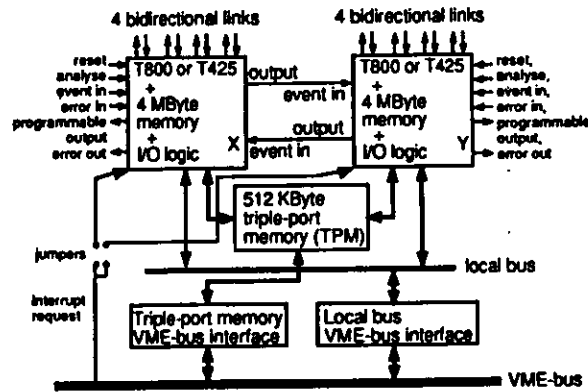 4 bidirectional links
4 bidirectional links
reset
analyse
event in
error in
programmable
output
error out
T800 or T425
+
4 MByte
memory
+
I/O logic
X
output
event in
output
event in
T800 or T425
+
4 MByte
memory
+
I/O logic
Y
reset,
analyse,
event in,
error in,
programmable
output,
error out
512 KByte
triple-port
memory (TPM)
jumpers
local bus
interrupt
request
Triple-port memory
VME-bus interface
Local bus
VME-bus interface
VME-bus